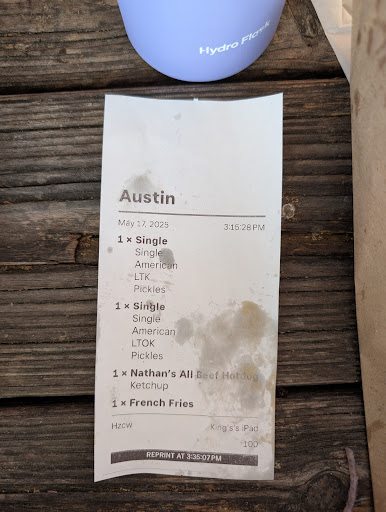 Hydro Flask
Austin
May 17, 2025 3:15:28 PM
1 × Single
Single
American
LTK
Pickles
1 × Single
Single
American
LTOK
Pickles
1 × Nathan's All Beef Hotdog
Ketchup
1 × French Fries
Hzcw King's's iPad
100
REPRINT AT 3:35:07 PM